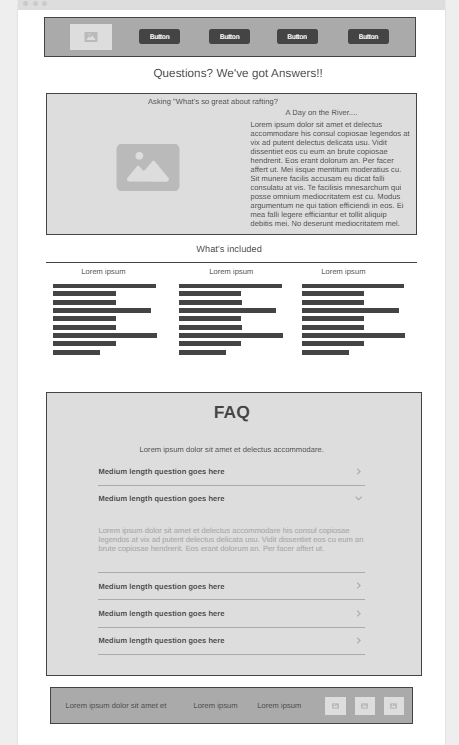 Button Button Button Button
Questions? We've got Answers!!
Asking "What's so great about rafting?
A Day on the River....
Lorem ipsum dolor sit amet et delectus
accommodare his consul copiosae legendos at
vix ad putent delectus delicata usu. Vidit
dissentiet eos cu eum an brute copiosae
hendrerit. Eos erant dolorum an. Per facer
affert ut. Mei iisque mentitum moderatius cu.
Sit munere facilis accusam eu dicat falli
consulatu at vis. Te facilisis mnesarchum qui
posse omnium mediocritatem est cu. Modus
argumentum ne qui tation efficiendi in eos. Ei
mea falli legere efficiantur et tollit aliquip
debitis mei. No deserunt mediocritatem mel.
What's included
Lorem ipsum Lorem ipsum Lorem ipsum
FAQ
Lorem ipsum dolor sit amet et delectus accommodare.
Medium length question goes here
Medium length question goes here
Lorem ipsum dolor sit amet et delectus accommodare his consul copiosae
legendos at vix ad putent delectus delicata usu. Vidit dissentiet eos cu eum an
brute copiosae hendrerit. Eos erant dolorum an. Per facer affert ut.
Medium length question goes here
Medium length question goes here
Medium length question goes here
Lorem ipsum dolor sit amet et Lorem ipsum Lorem ipsum